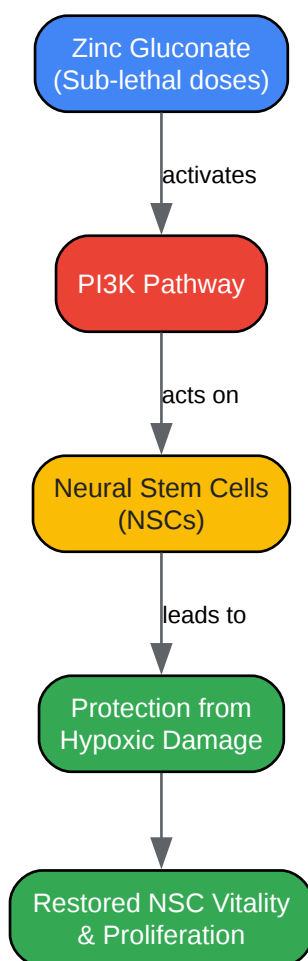 Zinc Gluconate
(Sub-lethal doses)
activates
PI3K Pathway
acts on
Neural Stem Cells
(NSCs)
leads to
Protection from
Hypoxic Damage
Restored NSC Vitality
& Proliferation